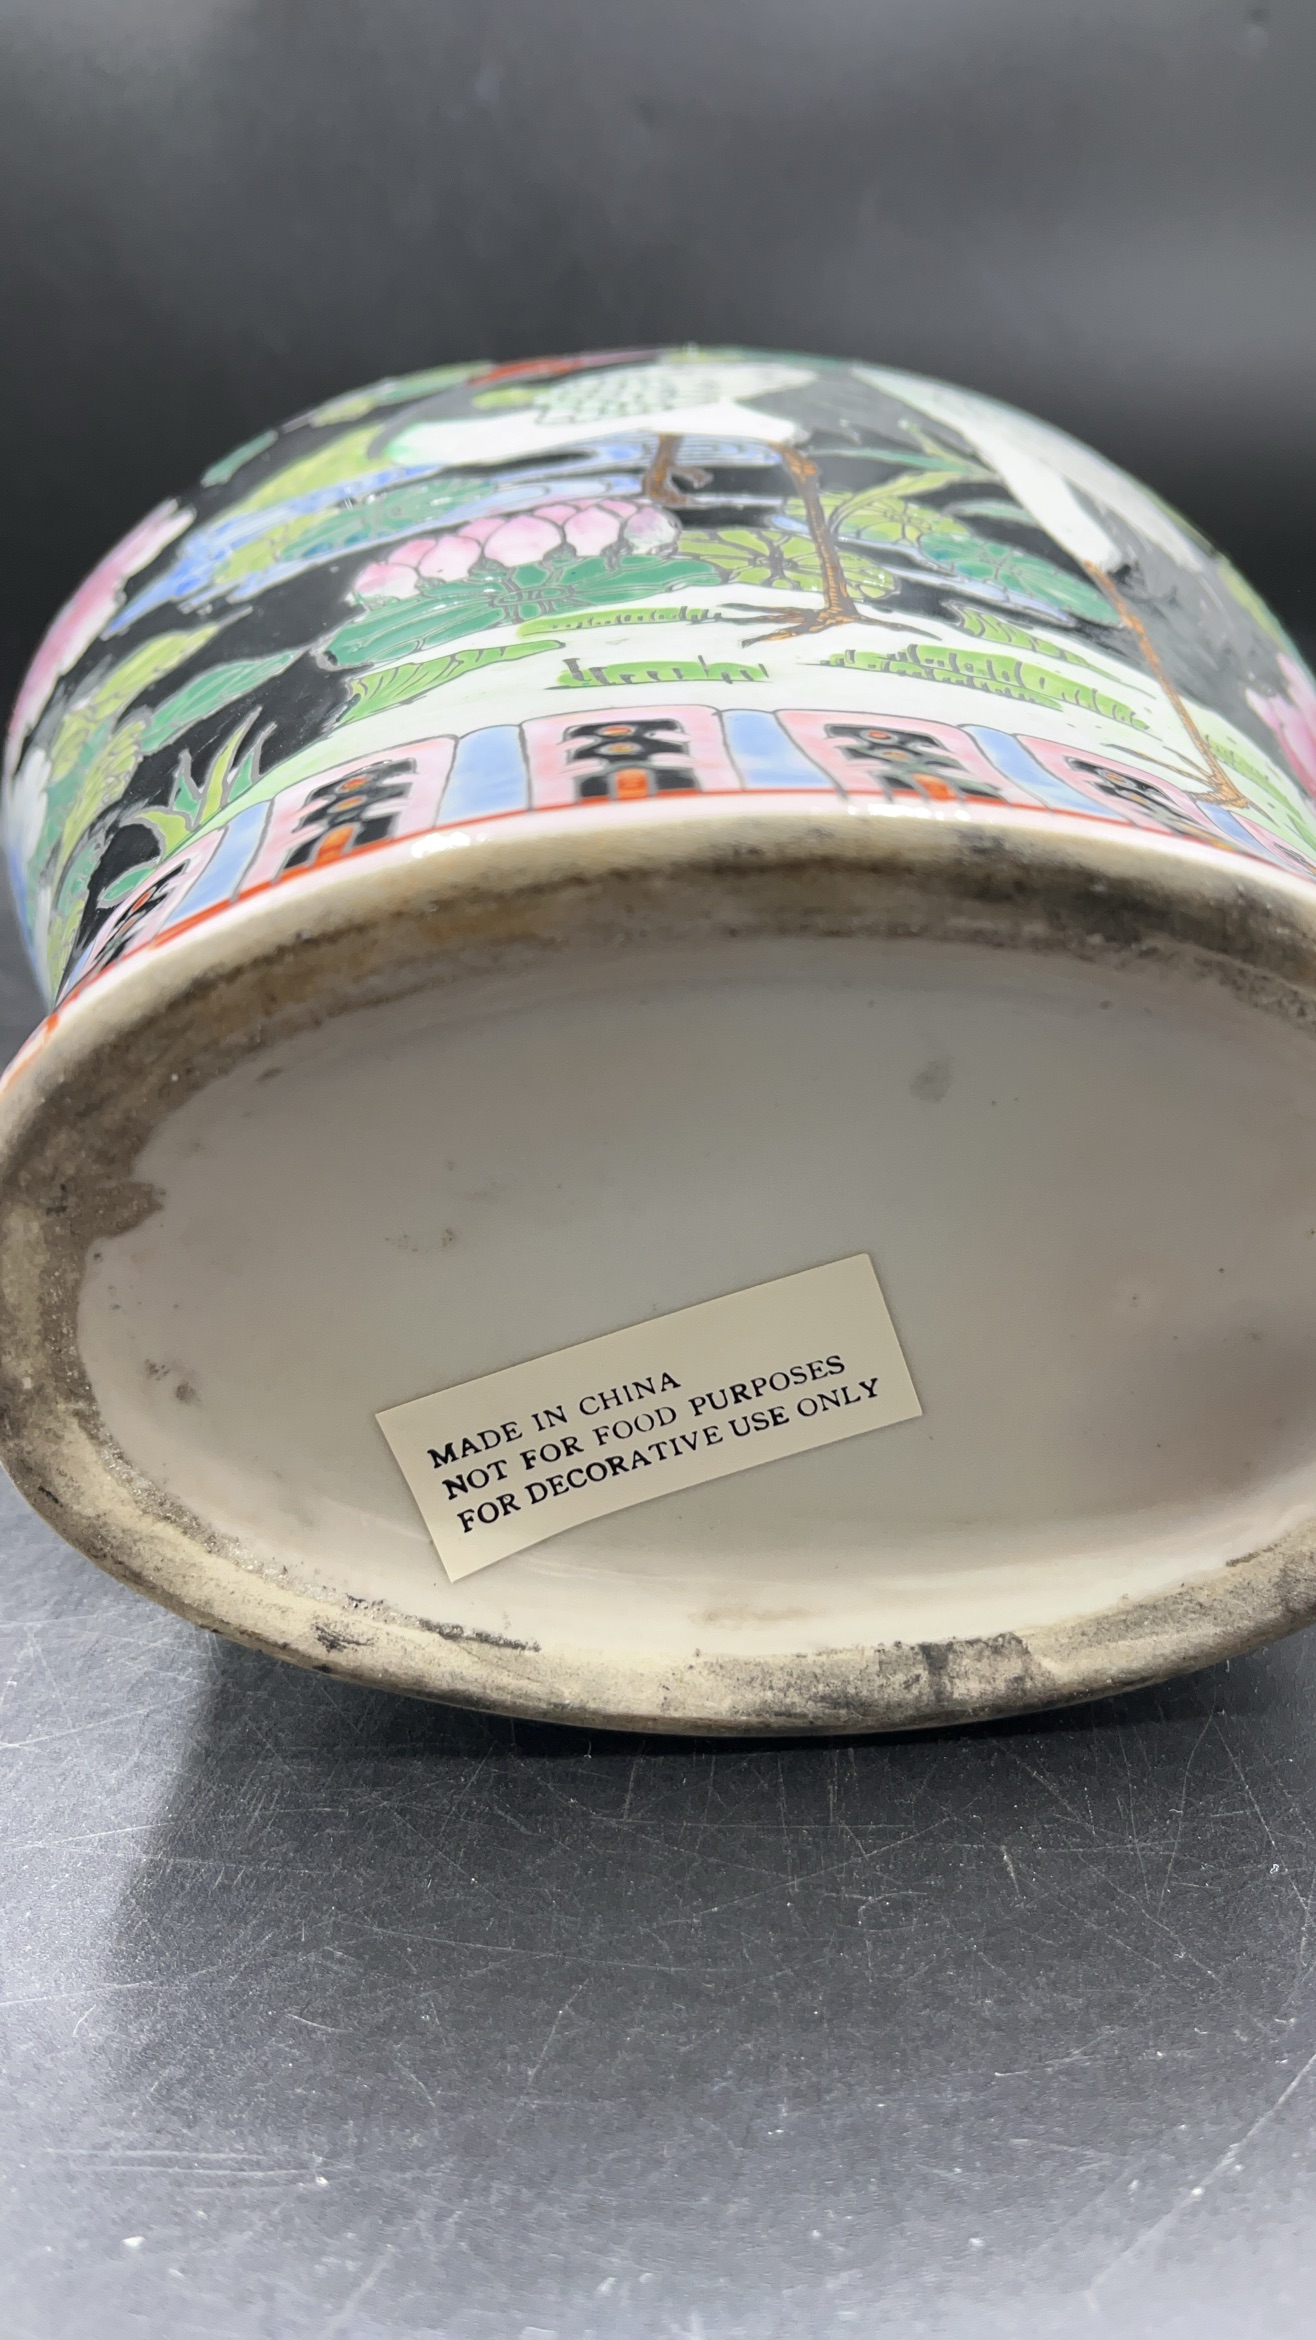 MADE IN CHINA
NOT FOR FOOD PURPOSES
FOR DECORATIVE USE ONLY